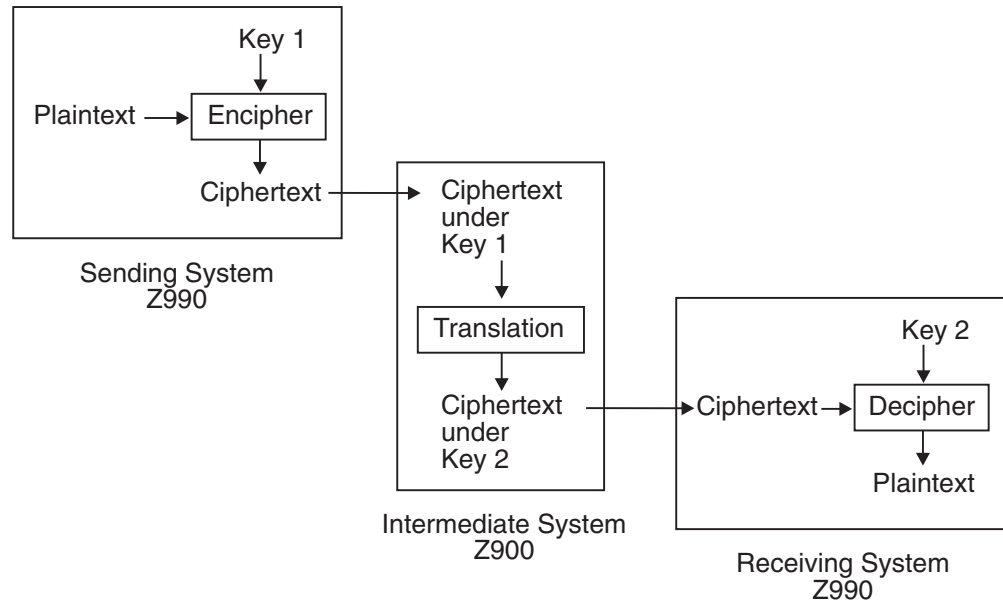 Key 1
Plaintext
Encipher
Ciphertext
Sending System
Z990
Ciphertext
under
Key 1
Translation
Ciphertext
under
Key 2
Intermediate System
Z900
Key 2
Ciphertext
Decipher
Plaintext
Receiving System
Z990